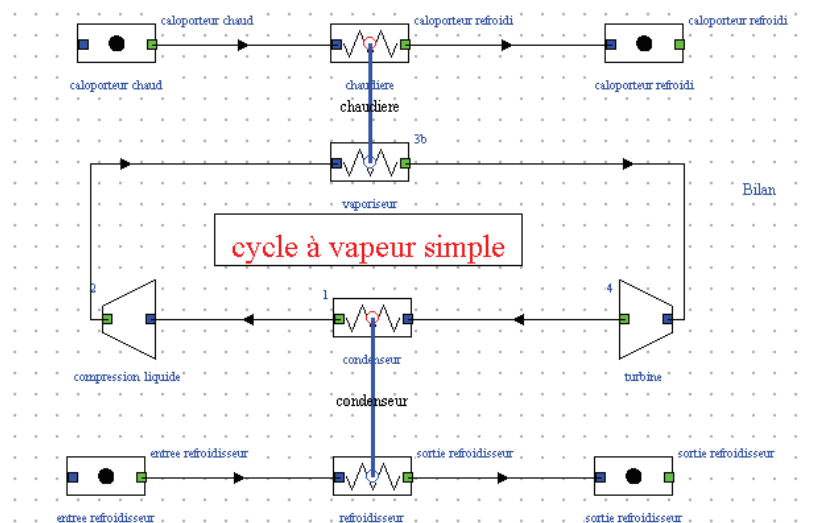 caloporteur chaud
caloporteur refroidi
caloporteur refroidi
caloporteur chaud
chaudiere
caloporteur refroidi
chaudiere
3b
vaporiseur
Bilan
cycle à vapeur simple
2
1
4
condenseur
compression liquide
turbine
condenseur
entree refroidisseur
sortie refroidisseur
sortie refroidisseur
entree refroidisseur
refroidisseur
sortie refroidisseur